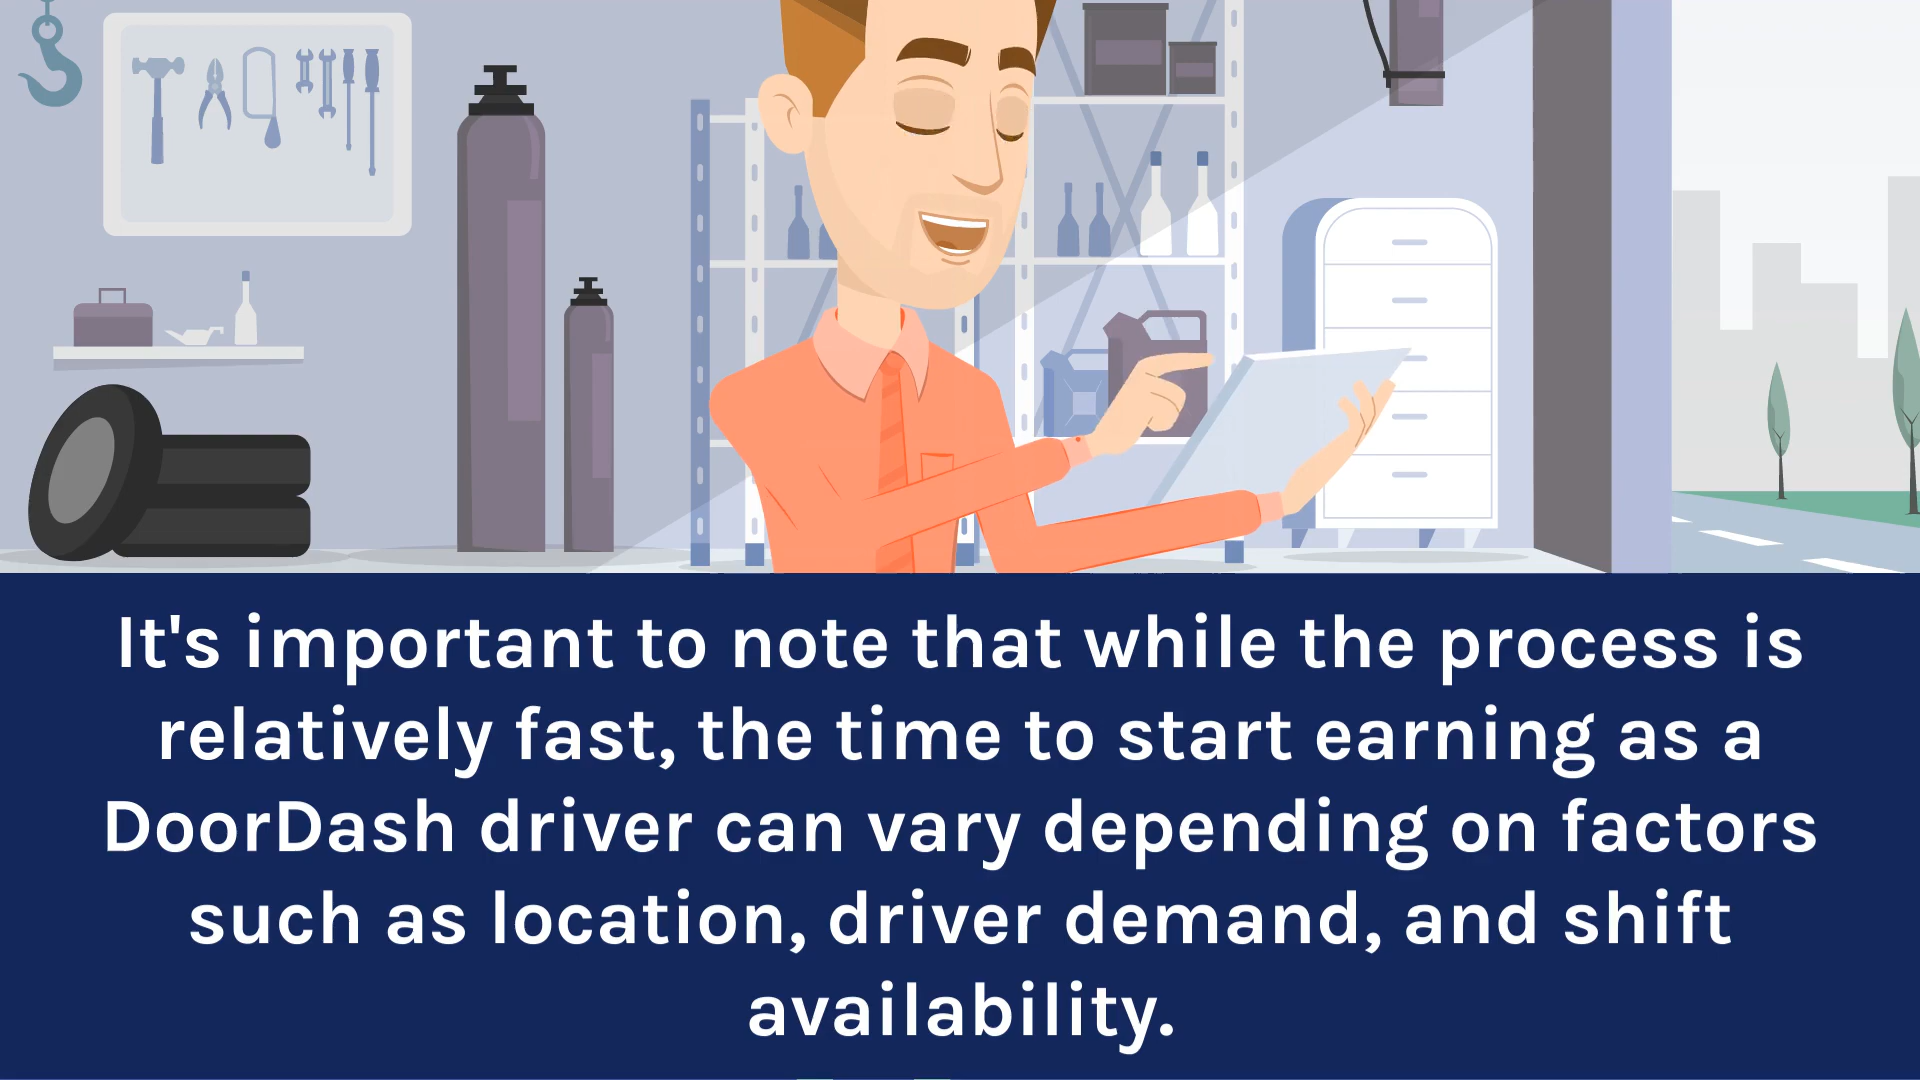 It's important to note that while the process is
relatively fast, the time to start earning as a
DoorDash driver can vary depending on factors
such as location, driver demand, and shift
availability.